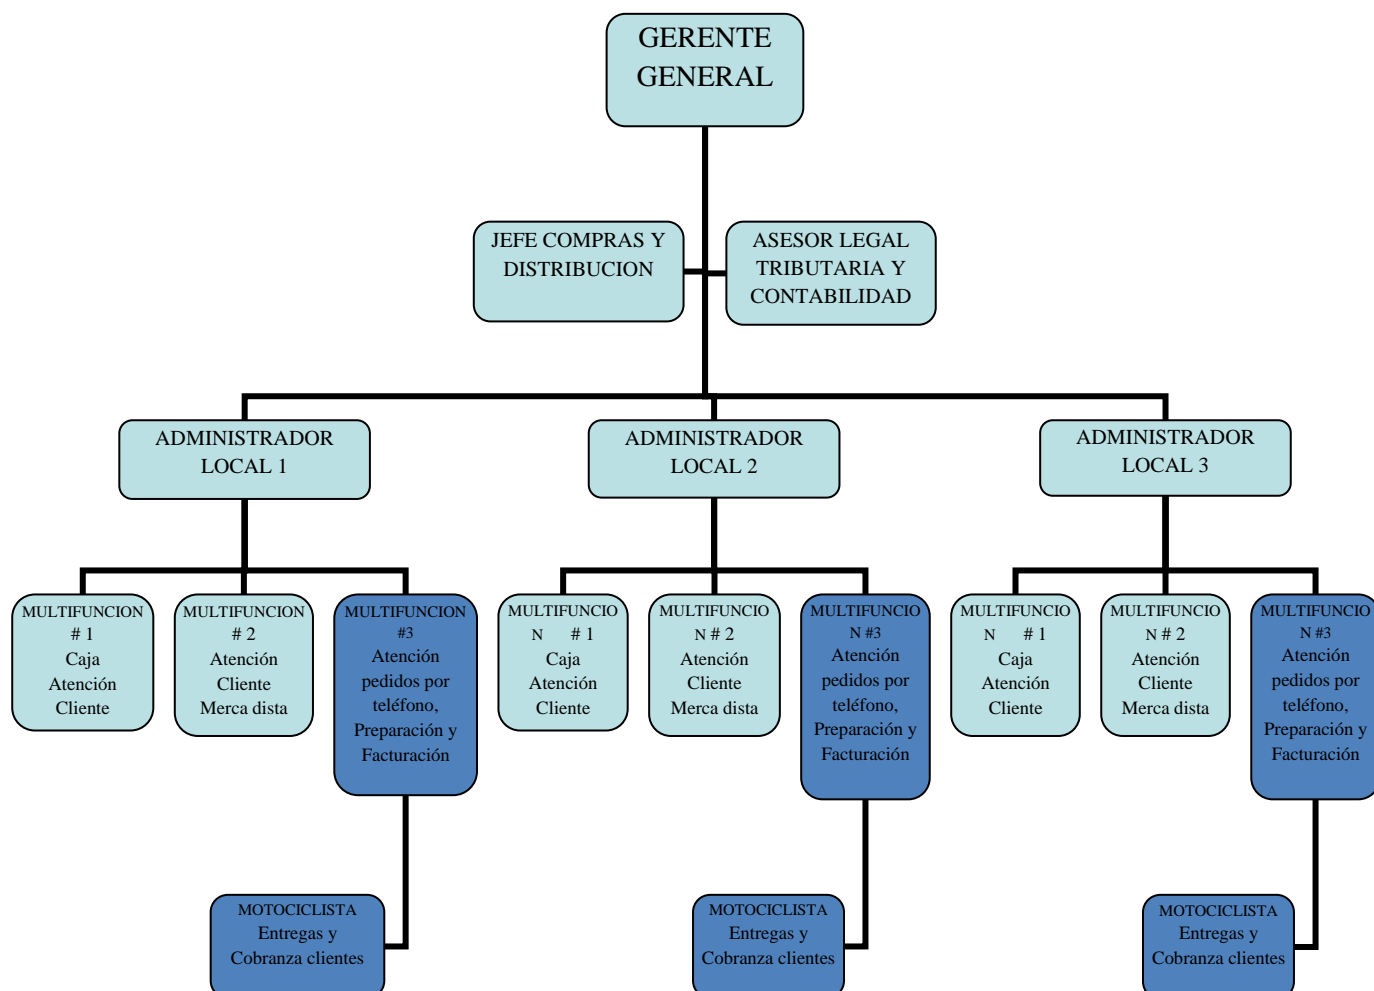 GERENTE
GENERAL
JEFE COMPRAS Y
DISTRIBUCION
ASESOR LEGAL
TRIBUTARIA Y
CONTABILIDAD
ADMINISTRADOR
LOCAL 1
ADMINISTRADOR
LOCAL 2
ADMINISTRADOR
LOCAL 3
MULTIFUNCION
# 1
Caja
Atención
Cliente
MULTIFUNCION
# 2
Atención
Cliente
Merca dista
MULTIFUNCION
#3
Atención
pedidos por
teléfono,
Preparación y
Facturación
MULTIFUNCIO
N # 1
Caja
Atención
Cliente
MULTIFUNCIO
N # 2
Atención
Cliente
Merca dista
MULTIFUNCIO
N #3
Atención
pedidos por
teléfono,
Preparación y
Facturación
MULTIFUNCIO
N # 1
Caja
Atención
Cliente
MULTIFUNCIO
N # 2
Atención
Cliente
Merca dista
MULTIFUNCIO
N #3
Atención
pedidos por
teléfono,
Preparación y
Facturación
MOTOCICLISTA
Entregas y
Cobranza clientes
MOTOCICLISTA
Entregas y
Cobranza clientes
MOTOCICLISTA
Entregas y
Cobranza clientes